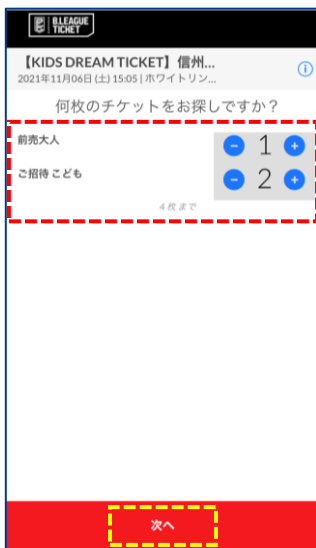 B.LEAGUE
TICKET
【KIDS DREAM TICKET】信州...
2021年11月06日 (土) 15:05 | ホワイトリン...
何枚のチケットをお探しですか？
前売大人
- 1 +
ご招待 こども
- 2 +
4 枚 まで
次へ